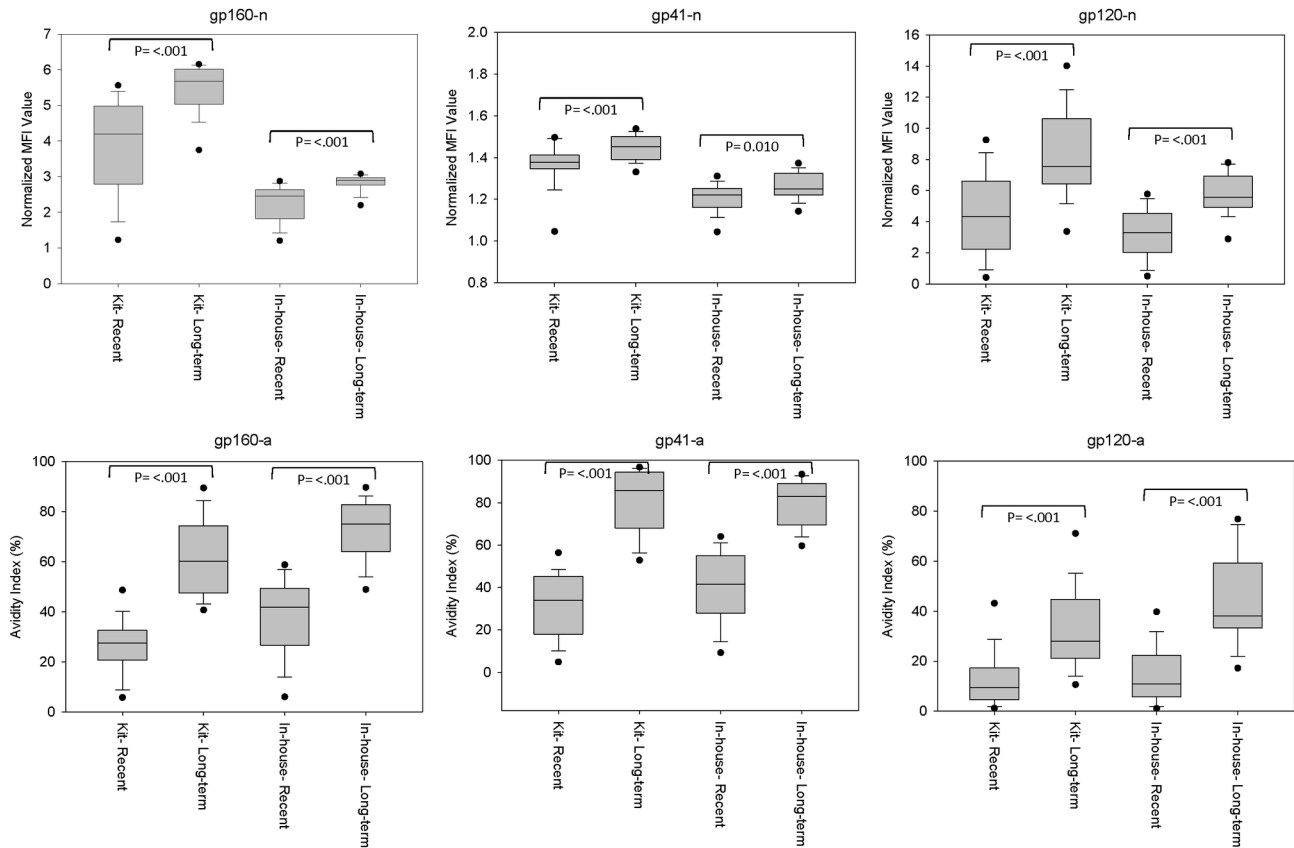 gp160-n
Normalized MFI Value
7
6
5
4
3
2
1
0
P= <.001
P= <.001
Kit- Recent
Kit- Long-term
In-house- Recent
In-house- Long-term
gp41-n
Normalized MFI Value
2.0
1.8
1.6
1.4
1.2
1.0
0.8
P= <.001
P= 0.010
Kit- Recent
Kit- Long-term
In-house- Recent
In-house- Long-term
gp120-n
Normalized MFI Value
16
14
12
10
8
6
4
2
0
P= <.001
P= <.001
Kit- Recent
Kit- Long-term
In-house- Recent
In-house- Long-term
gp160-a
Avidity Index (%)
100
80
60
40
20
0
P= <.001
P= <.001
Kit- Recent
Kit- Long-term
In-house- Recent
In-house- Long-term
gp41-a
Avidity Index (%)
100
80
60
40
20
0
P= <.001
P= <.001
Kit- Recent
Kit- Long-term
In-house- Recent
In-house- Long-term
gp120-a
Avidity Index (%)
100
80
60
40
20
0
P= <.001
P= <.001
Kit- Recent
Kit- Long-term
In-house- Recent
In-house- Long-term